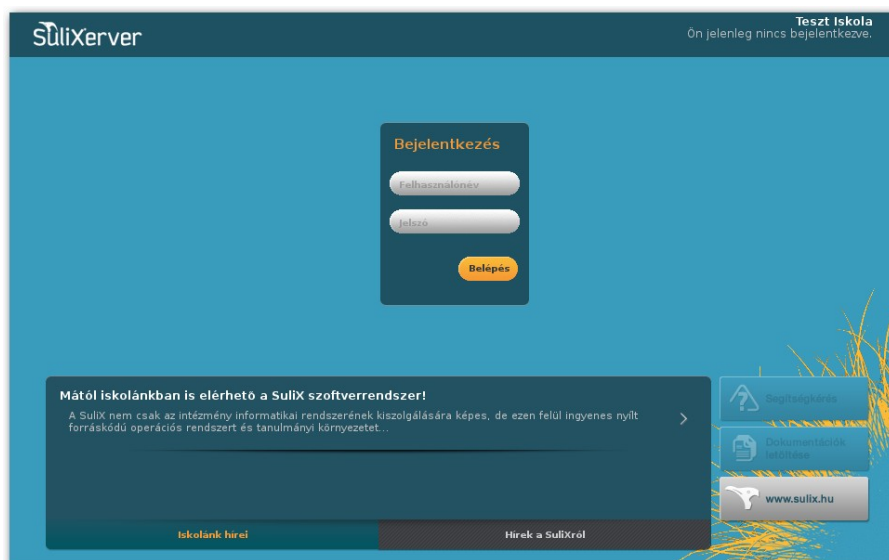 SuliXerver
Teszt Iskola
Ön jelenleg nincs bejelentkezve.
Bejelentkezés
Felhasználónév
Jelszó
Belépés
Mától iskolánkban is elérhető a SuliX szoftverrendszer!
A SuliX nem csak az intézmény informatikai rendszerének kiszolgálására képes, de ezen felül ingyenes nyílt
forráskódú operációs rendszert és tanulmányi környezetet...
Segítségkérés
Dokumentációk
letöltése
www.sulix.hu
Iskolánk hírei
Hírek a SuliXról